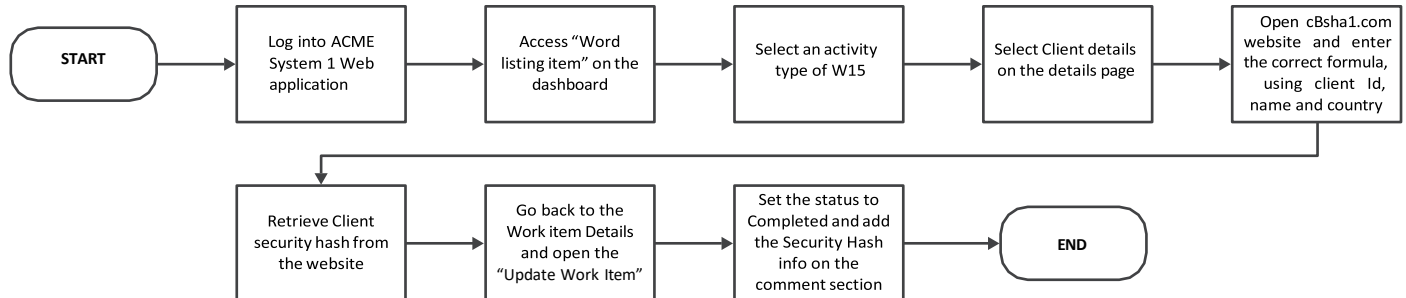 START
Log into ACME
System 1 Web
application
Access “Word
listing item” on the
dashboard
Select an activity
type of W15
Select Client details
on the details page
Open cBsha1.com
website and enter
the correct formula,
using client Id,
name and country
Retrieve Client
security hash from
the website
Go back to the
Work item Details
and open the
“Update Work Item”
Set the status to
Completed and add
the Security Hash
info on the
comment section
END